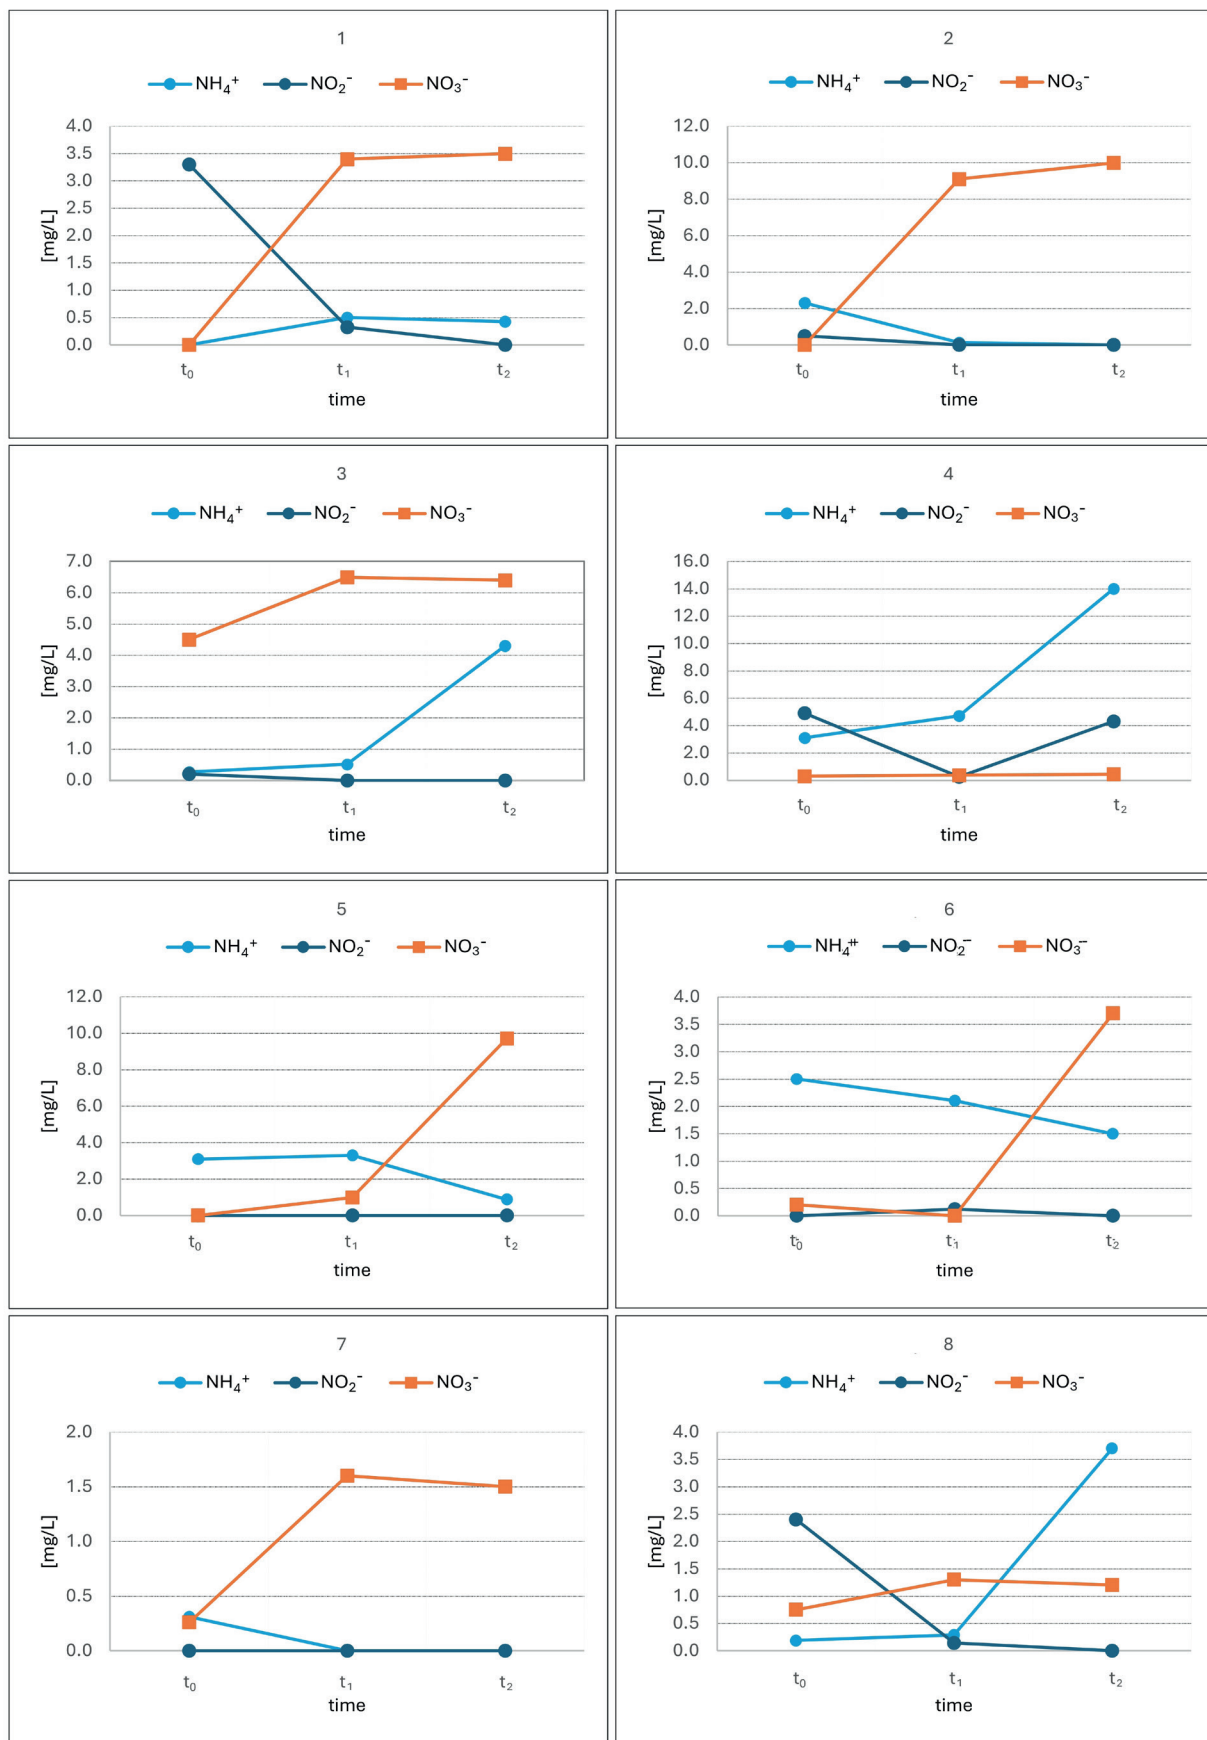 1
NH₄⁺ NO₂⁻ NO₃⁻
4.0
3.5
3.0
2.5
2.0
1.5
1.0
0.5
0.0
[mg/L]
t₀ t₁ t₂
time
2
NH₄⁺ NO₂⁻ NO₃⁻
12.0
10.0
8.0
6.0
4.0
2.0
0.0
[mg/L]
t₀ t₁ t₂
time
3
NH₄⁺ NO₂⁻ NO₃⁻
7.0
6.0
5.0
4.0
3.0
2.0
1.0
0.0
[mg/L]
t₀ t₁ t₂
time
4
NH₄⁺ NO₂⁻ NO₃⁻
16.0
14.0
12.0
10.0
8.0
6.0
4.0
2.0
0.0
[mg/L]
t₀ t₁ t₂
time
5
NH₄⁺ NO₂⁻ NO₃⁻
12.0
10.0
8.0
6.0
4.0
2.0
0.0
[mg/L]
t₀ t₁ t₂
time
6
NH₄⁺ NO₂⁻ NO₃⁻
4.0
3.5
3.0
2.5
2.0
1.5
1.0
0.5
0.0
[mg/L]
t₀ t₁ t₂
time
7
NH₄⁺ NO₂⁻ NO₃⁻
2.0
1.5
1.0
0.5
0.0
[mg/L]
t₀ t₁ t₂
time
8
NH₄⁺ NO₂⁻ NO₃⁻
4.0
3.5
3.0
2.5
2.0
1.5
1.0
0.5
0.0
[mg/L]
t₀ t₁ t₂
time